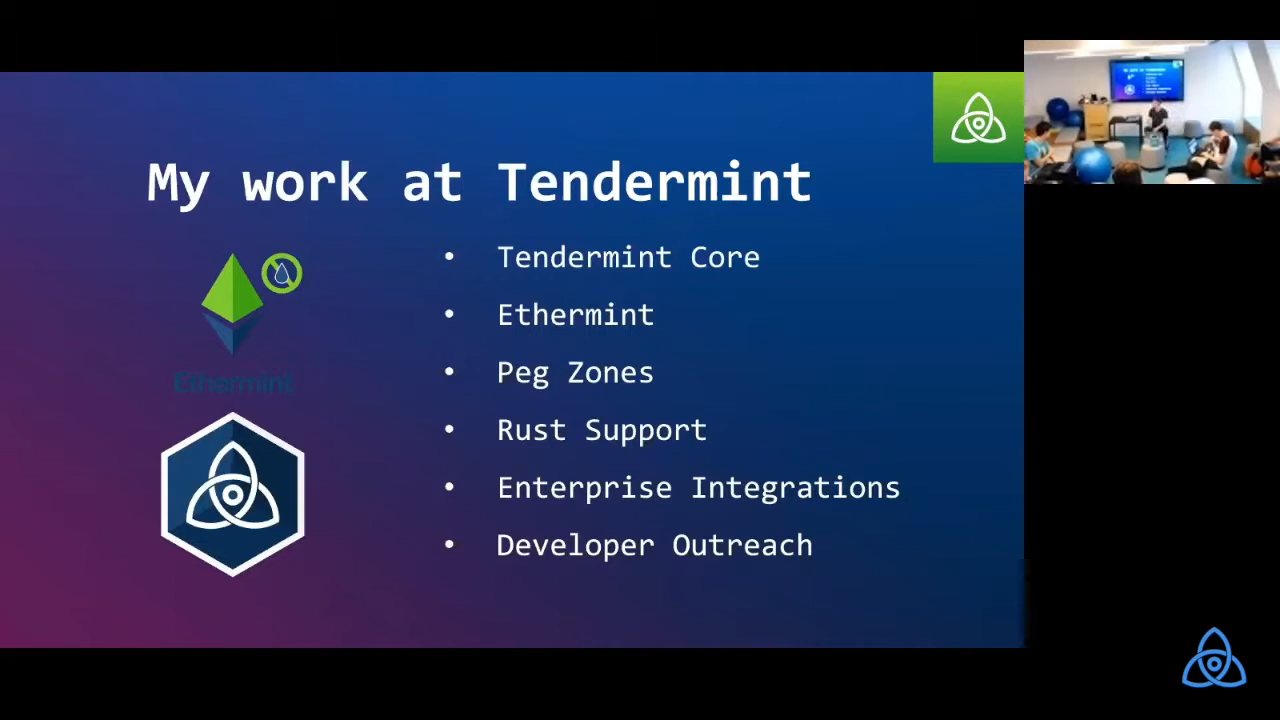 My work at Tendermint
Tendermint Core
Ethermint
Peg Zones
Rust Support
Enterprise Integrations
Developer Outreach
Ethermint